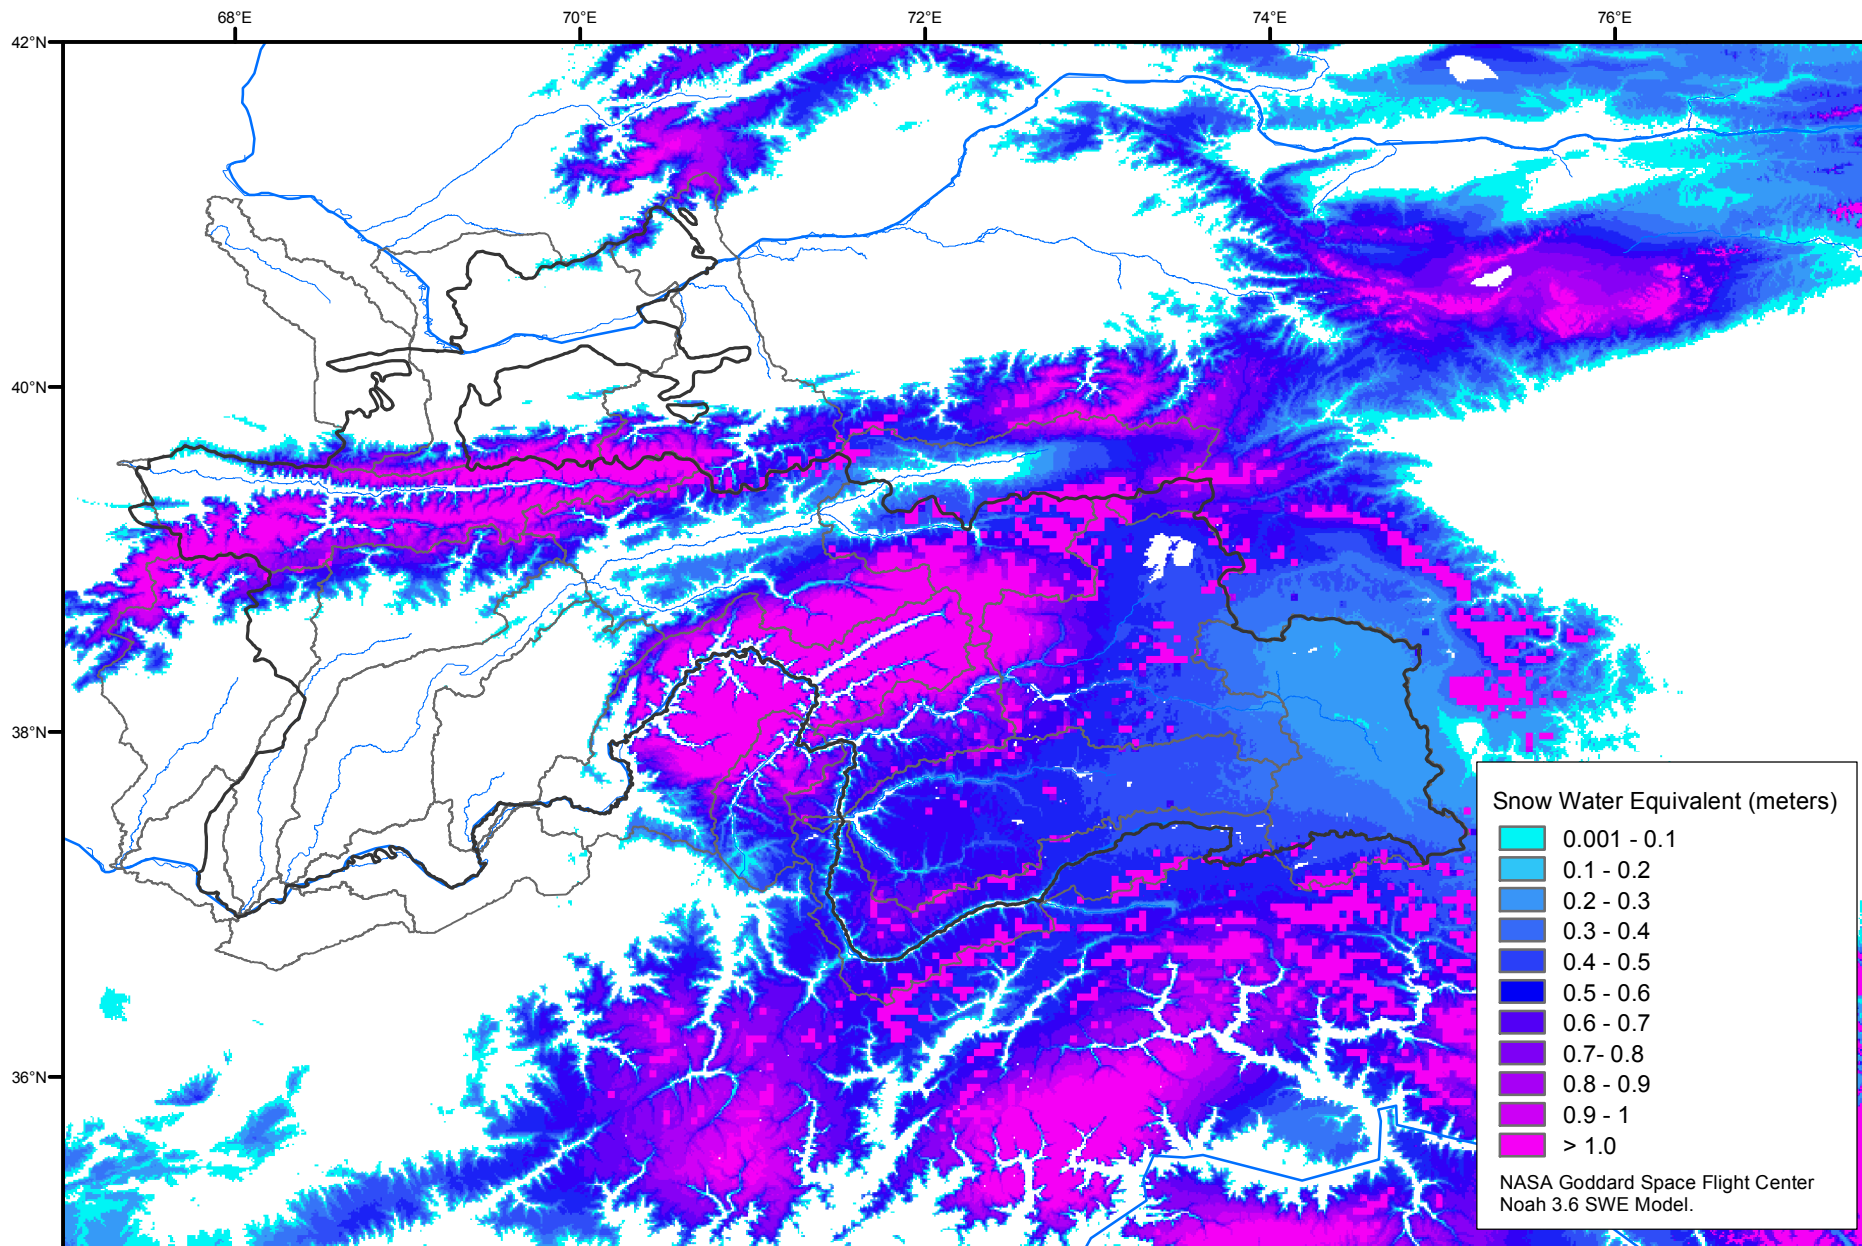 68°E 70°E 72°E 74°E 76°E
42°N
40°N
38°N
36°N
Snow Water Equivalent (meters)
0.001 - 0.1
0.1 - 0.2
0.2 - 0.3
0.3 - 0.4
0.4 - 0.5
0.5 - 0.6
0.6 - 0.7
0.7- 0.8
0.8 - 0.9
0.9 - 1
> 1.0
NASA Goddard Space Flight Center
Noah 3.6 SWE Model.